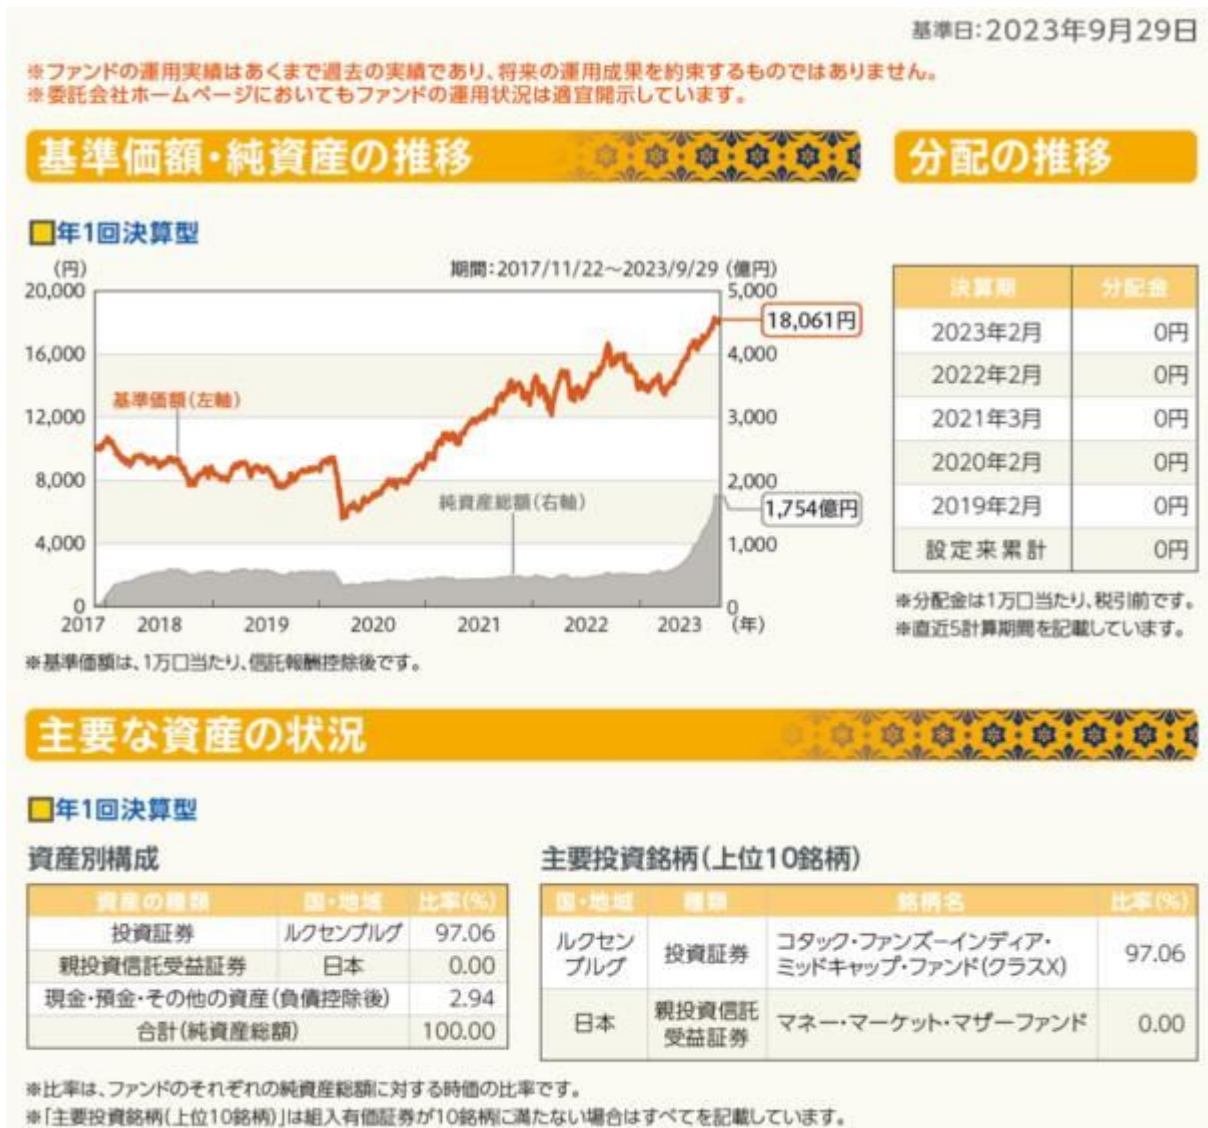 基準日:2023年9月29日
※ファンドの運用実績はあくまで過去の実績であり、将来の運用成果を約束するものではありません。
※委託会社ホームページにおいてもファンドの運用状況は適宜開示しています。
基準価額・純資産の推移
分配の推移
年1回決算型
(円)
期間:2017/11/22～2023/9/29
(億円)
20,000
5,000
18,061円
16,000
4,000
基準価額(左軸)
12,000
3,000
8,000
2,000
純資産総額(右軸)
1,754億円
4,000
1,000
0
0
2017 2018 2019 2020 2021 2022 2023 (年)
※基準価額は、1万口当たり、信託報酬控除後です。
決算期 分配金
2023年2月 0円
2022年2月 0円
2021年3月 0円
2020年2月 0円
2019年2月 0円
設定来累計 0円
※分配金は1万口当たり、税引前です。
※直近5計算期間を記載しています。
主要な資産の状況
年1回決算型
資産別構成
資産の種類 国・地域 比率(%)
投資証券 ルクセンブルグ 97.06
親投資信託受益証券 日本 0.00
現金・預金・その他の資産(負債控除後) 2.94
合計(純資産総額) 100.00
主要投資銘柄(上位10銘柄)
国・地域 種類 銘柄名 比率(%)
ルクセン
ブルグ
投資証券
コタック・ファンズーインディア・
ミッドキャップ・ファンド(クラスX)
97.06
日本
親投資信託
受益証券
マネー・マーケット・マザーファンド
0.00
※比率は、ファンドのそれぞれの純資産総額に対する時価の比率です。
※「主要投資銘柄(上位10銘柄)」は組入有価証券が10銘柄に満たない場合はすべてを記載しています。